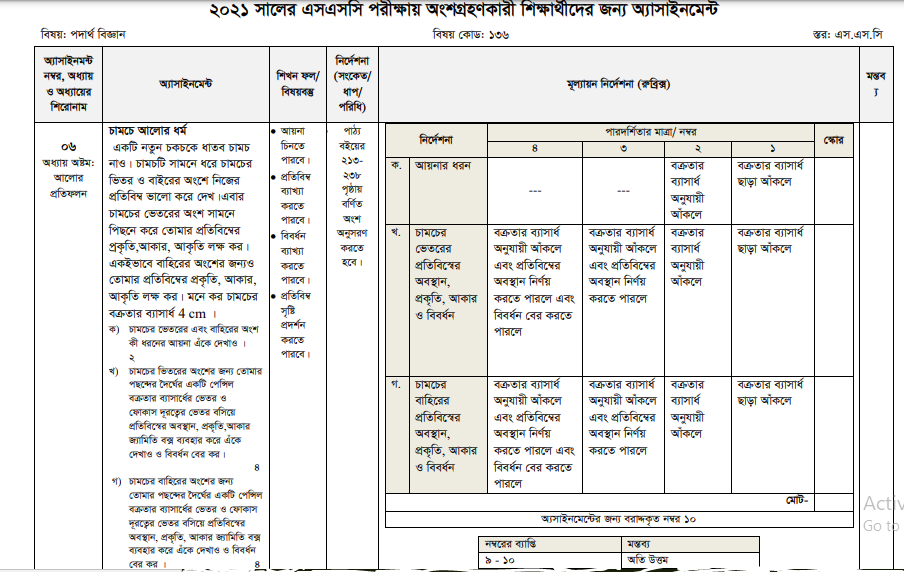 ২০২১ সালের এসএসসি পরীক্ষায় অংশগ্রহণকারী শিক্ষার্থীদের জন্য অ্যাসাইনমেন্ট
বিষয়: পদার্থ বিজ্ঞান
বিষয় কোড: ১৩৬
স্তর: এস.এস.সি
অ্যাসাইনমন্ট
নম্বর, অধ্যায়
ও অধ্যায়ের
শিরোনাম
অ্যাসাইনমেন্ট
শিখন ফল/
বিষয়বস্তু
নির্দেশনা
(সংকেত/
ধাপ/
পরিধি)
মূল্যায়ন নির্দেশনা (রুব্রিক্স)
মন্তব
্য
০৬
অধ্যায় অষ্টম:
আলোর
প্রতিফলন
চামচে আলোর ধর্ম
একটি নতুন চকচকে ধাতব চামচ
নাও। চামচটি সামনে ধরে চামচের
ভিতর ও বাইরের অংশে নিজের
প্রতিবিম্ব ভালো করে দেখ।এবার
চামচের ভেতরের অংশ সামনে
পিছনে করে তোমার প্রতিবিম্বের
প্রকৃতি,আকার, আকৃতি লক্ষ কর।
একইভাবে বাহিরের অংশের জন্যও
তোমার প্রতিবিম্বের প্রকৃতি, আকার,
আকৃতি লক্ষ কর। মনে কর চামচের
বক্রতার ব্যাসার্ধ 4 cm ।
ক) চামচের ভেতরের এবং বাহিরের অংশ
কী ধরনের আয়না এঁকে দেখাও ।
২
খ) চামচের ভিতরের অংশের জন্য তোমার
পছন্দের দৈর্ঘের একটি পেন্সিল
বক্রতার ব্যাসার্ধের ভেতর ও
ফোকাস দূরত্বের ভেতর বসিয়ে
প্রতিবিম্বের অবস্থান, প্রকৃতি,আকার
জ্যামিতি বক্স ব্যবহার করে এঁকে
দেখাও ও বিবর্ধন বের কর।
৪
গ) চামচের বাহিরের অংশের জন্য
তোমার পছন্দের দৈর্ঘের একটি পেন্সিল
বক্রতার ব্যাসার্ধের ভেতর ও ফোকাস
দূরত্বের ভেতর বসিয়ে প্রতিবিম্বের
অবস্থান, প্রকৃতি, আকার জ্যামিতি বক্স
ব্যবহার করে এঁকে দেখাও ও বিবর্ধন
বের কর । ৪
• আয়না
চিনতে
পারবে।
• প্রতিবিম্ব
ব্যাখ্যা
করতে
পারবে।
• বিবর্ধন
ব্যাখ্যা
করতে
পারবে।
• প্রতিবিম্ব
সৃষ্টি
প্রদর্শন
করতে
পারবে।
পাঠ্য
বইয়ের
২১৩-
২৩৮
পৃষ্ঠায়
বর্ণিত
অংশ
অনুসরণ
করতে
হবে।
নির্দেশনা
পারদর্শিতার মাত্রা/ নম্বর
স্কোর
৪ ৩ ২ ১
ক. আয়নার ধরন
---
---
বক্রতার
ব্যাসার্ধ
অনুযায়ী
আঁকলে
বক্রতার ব্যাসার্ধ
ছাড়া আঁকলে
খ. চামচের
ভেতরের
প্রতিবিম্বের
অবস্থান,
প্রকৃতি, আকার
ও বিবর্ধন
বক্রতার ব্যাসার্ধ
অনুযায়ী আঁকলে
এবং প্রতিবিম্বের
অবস্থান নির্ণয়
করতে পারলে এবং
বিবর্ধন বের করতে
পারলে
বক্রতার ব্যাসার্ধ
অনুযায়ী আঁকলে
এবং প্রতিবিম্বের
অবস্থান নির্ণয়
করতে পারলে
বক্রতার
ব্যাসার্ধ
অনুযায়ী
আঁকলে
বক্রতার ব্যাসার্ধ
ছাড়া আঁকলে
গ. চামচের
বাহিরের
প্রতিবিম্বের
অবস্থান,
প্রকৃতি, আকার
ও বিবর্ধন
বক্রতার ব্যাসার্ধ
অনুযায়ী আঁকলে
এবং প্রতিবিম্বের
অবস্থান নির্ণয়
করতে পারলে এবং
বিবর্ধন বের করতে
পারলে
বক্রতার ব্যাসার্ধ
অনুযায়ী আঁকলে
এবং প্রতিবিম্বের
অবস্থান নির্ণয়
করতে পারলে
বক্রতার
ব্যাসার্ধ
অনুযায়ী
আঁকলে
বক্রতার ব্যাসার্ধ
ছাড়া আঁকলে
মোট-
অ্যসাইনমেন্টের জন্য বরাদ্দকৃত নম্বর ১০
নম্বরের ব্যাপ্তি মন্তব্য
৯ - ১০ অতি উত্তম
Activ
Go to